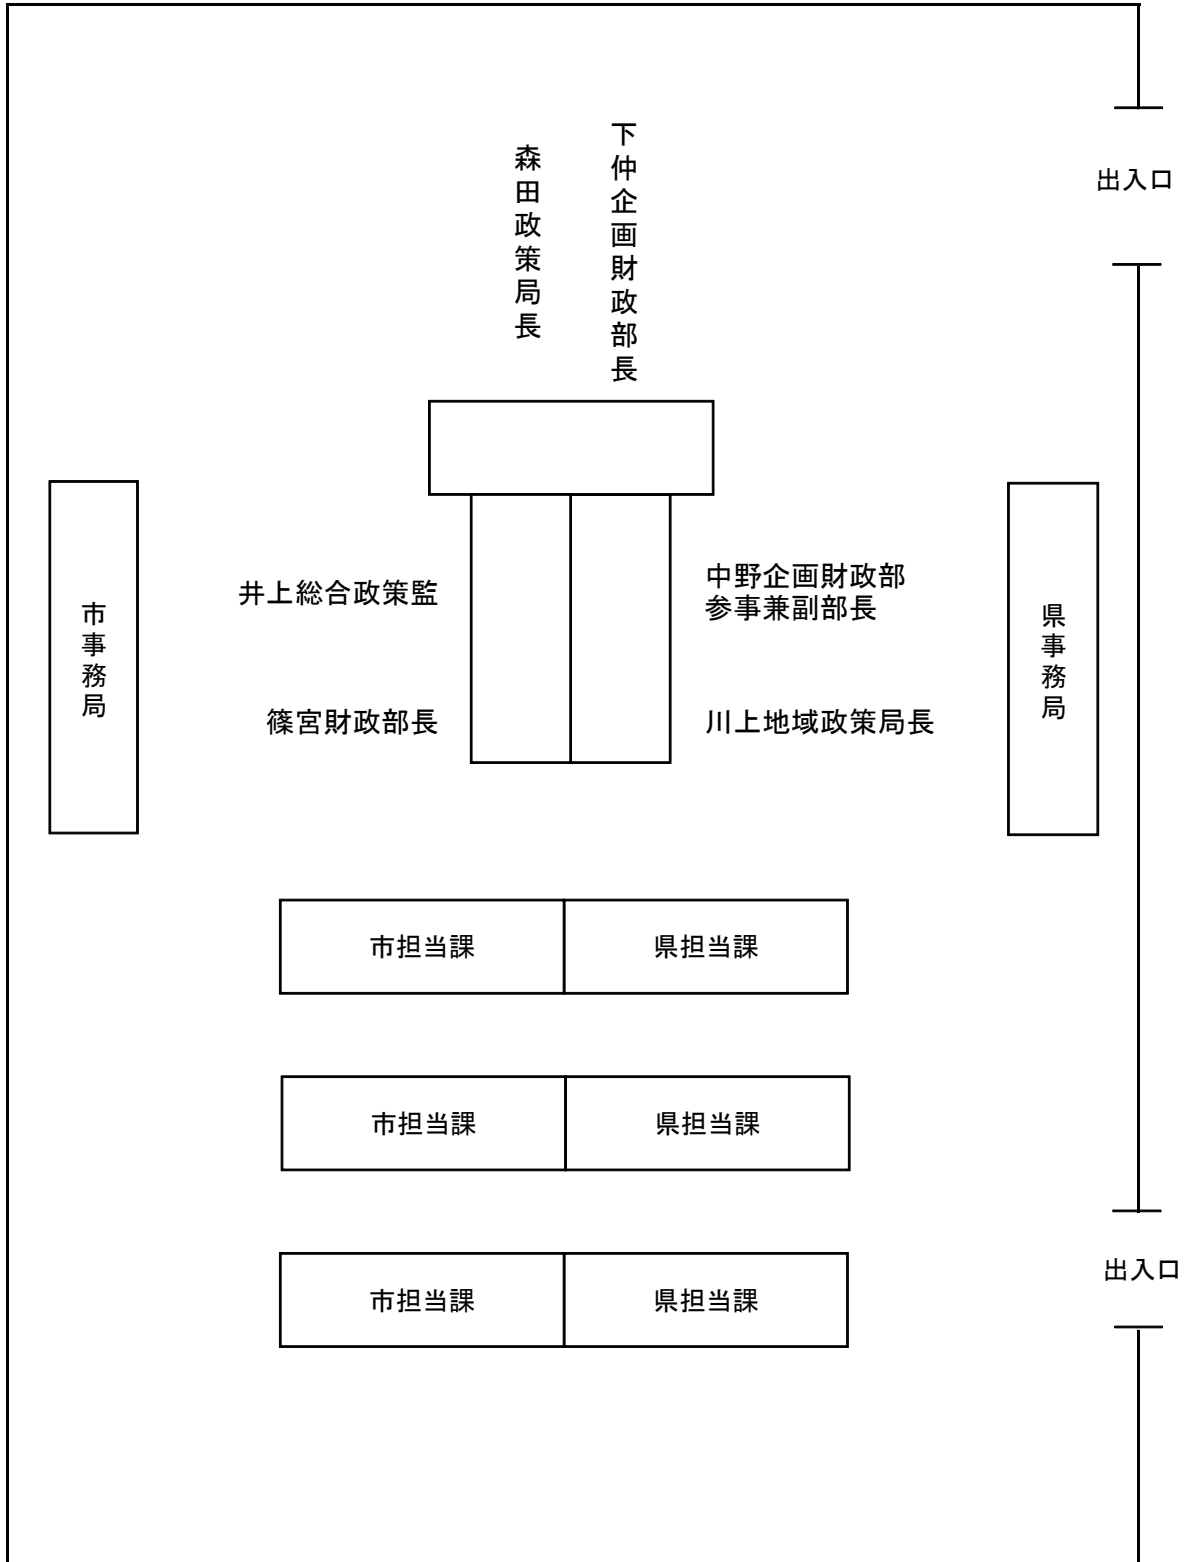 森田政策局長
下仲企画財政部長
出入口
井上総合政策監
中野企画財政部
参事兼副部長
市事務局
県事務局
篠宮財政部長
川上地域政策局長
市担当課
県担当課
市担当課
県担当課
出入口
市担当課
県担当課